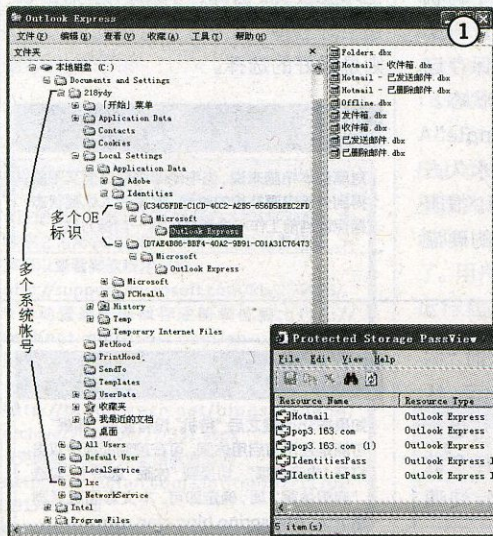 Outlook Express
①
文件(F) 编辑(E) 查看(V) 收藏(A) 工具(T) 帮助(H)
文件夹 ×
本地磁盘 (C:)
Documents and Settings
218ydy
「开始」菜单
Application Data
Contacts
Cookies
Local Settings
Application Data
Adobe
Identities
多个OE
标识
Microsoft
Outlook Express
Microsoft
Outlook Express
Microsoft
PCHealth
History
Temp
Temporary Internet Files
NetHood
PrintHood
SendTo
Templates
UserData
收藏夹
我最近的文档
桌面
All Users
Default User
LocalService
lxc
NetworkService
Intel
Program Files
多个系统帐号
Folders.dbx
Hotmail - 收件箱.dbx
Hotmail - 已发送邮件.dbx
Hotmail - 已删除邮件.dbx
Offline.dbx
发件箱.dbx
收件箱.dbx
已发送邮件.dbx
已删除邮件.dbx
Protected Storage PassView
File Edit View Help
Resource Name Resource Type
Hotmail Outlook Express
pop3.163.com Outlook Express
pop3.163.com (1) Outlook Express
IdentitiesPass Outlook Express I
IdentitiesPass Outlook Express I
5 item(s)